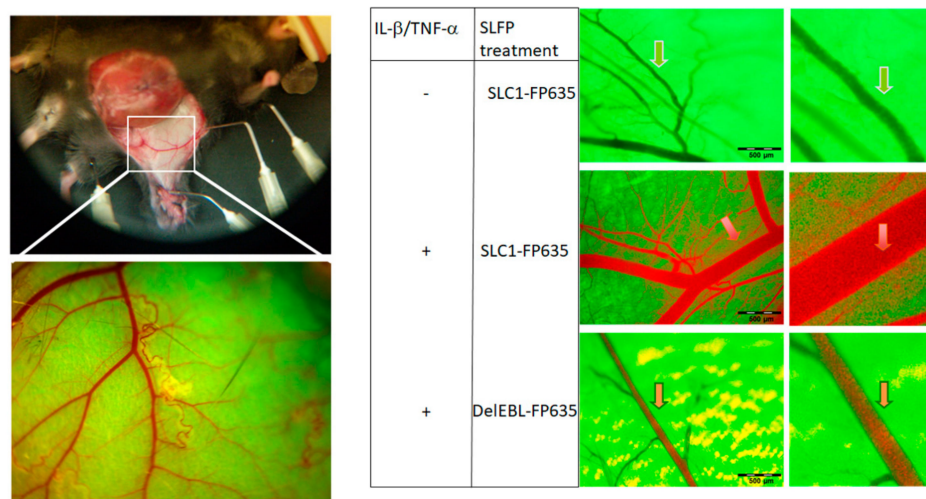 IL-β/TNF-α
SLFP
treatment
-
SLC1-FP635
500 µm
+
SLC1-FP635
500 µm
+
DelEBL-FP635
500 µm